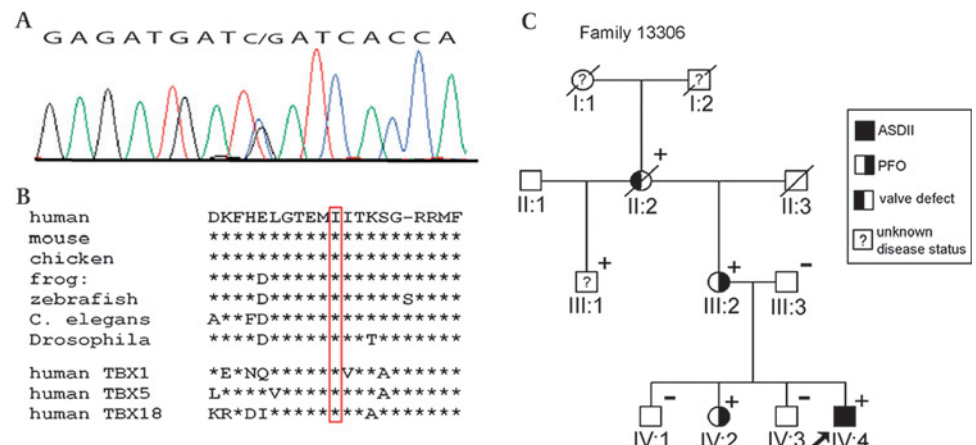 A
G A G A T G A T C/G A T C A C C A
B
human DKFHELGTEMIITKSG-RRMF
mouse *********************
chicken *********************
frog: ****D****************
zebrafish ****D***********S****
C. elegans A**FD****************
Drosophila ****D********K*******
human TBX1 *E*NQ******V**A******
human TBX5 L****V********A******
human TBX18 KR*DI********A*******
C
Family 13306
?
I:1
?
I:2
II:1
+
II:2
II:3
?
+
III:1
+
III:2
-
III:3
-
IV:1
+
IV:2
-
IV:3
+
IV:4
ASDII
PFO
valve defect
? unknown
disease status